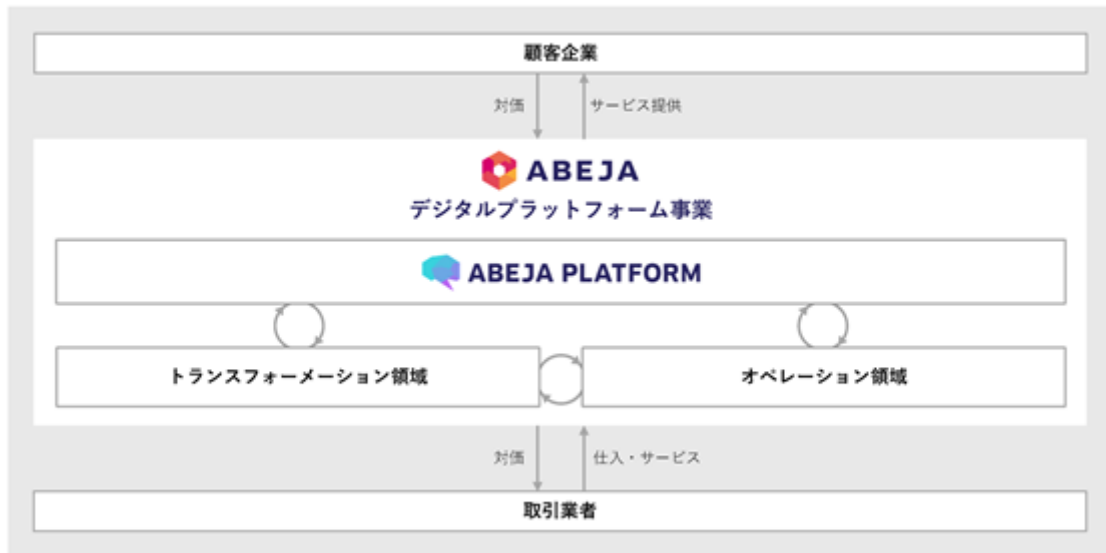 顧客企業
対価
サービス提供
ABEJA
デジタルプラットフォーム事業
ABEJA PLATFORM
トランスフォーメーション領域
オペレーション領域
対価
仕入・サービス
取引業者